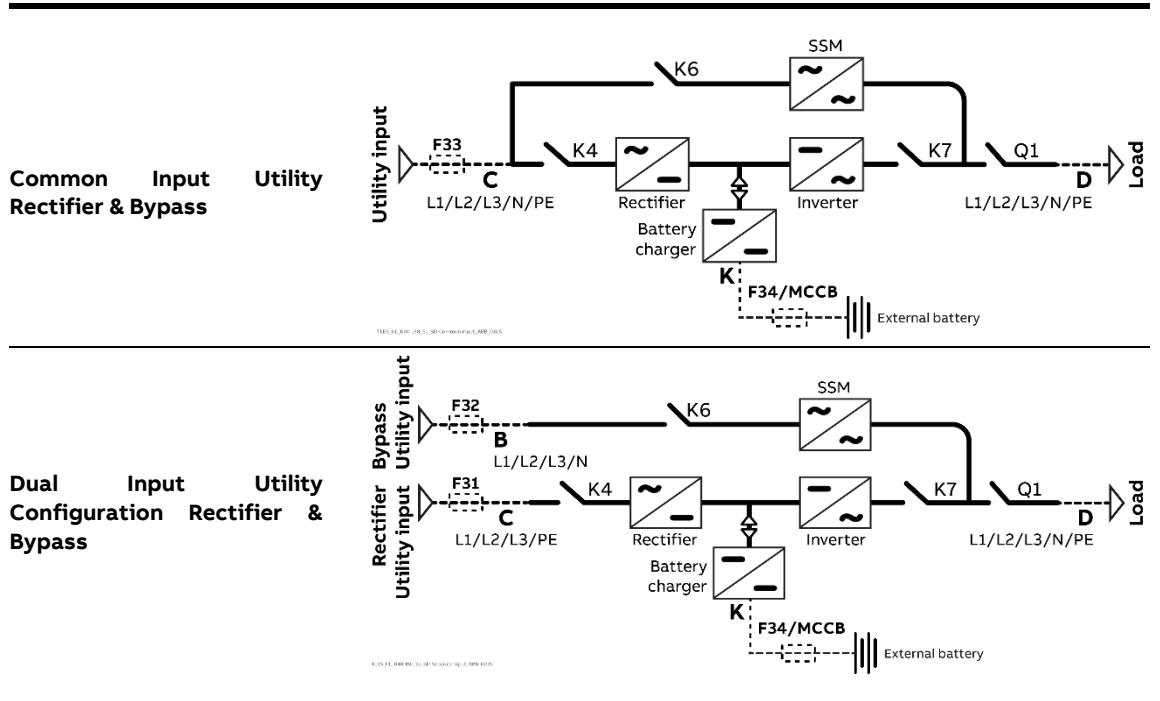 Common Input Utility
Rectifier & Bypass
Utility input
F33
C
L1/L2/L3/N/PE
K6
SSM
K4
Rectifier
Inverter
K7
Q1
D
Load
L1/L2/L3/N/PE
Battery
charger
K
F34/MCCB
External battery
Dual Input Utility
Configuration Rectifier &
Bypass
Bypass
Utility input
F32
B
L1/L2/L3/N
K6
SSM
Rectifier
Utility input
F31
C
L1/L2/L3/PE
K4
Rectifier
Inverter
K7
Q1
D
Load
L1/L2/L3/N/PE
Battery
charger
K
F34/MCCB
External battery